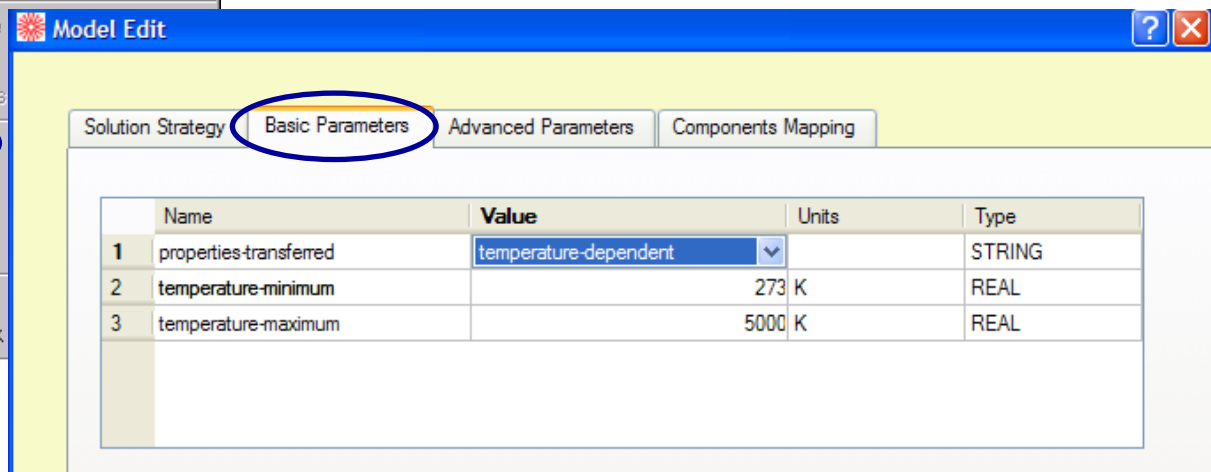 Model Edit
Solution Strategy Basic Parameters Advanced Parameters Components Mapping
Name Value Units Type
1 properties-transferred temperature-dependent STRING
2 temperature-minimum 273 K REAL
3 temperature-maximum 5000 K REAL